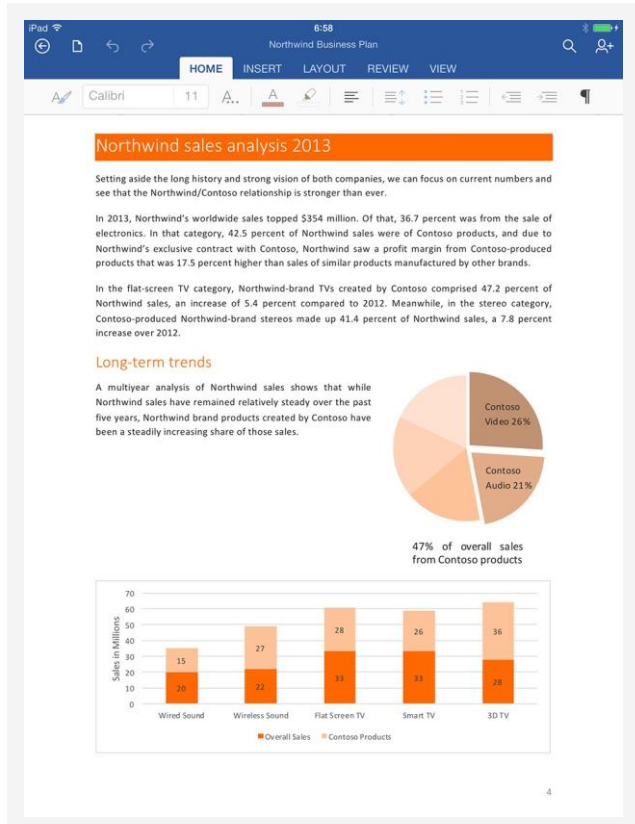 iPad 6:58
Northwind Business Plan
HOME INSERT LAYOUT REVIEW VIEW
Calibri 11 A.. A
Northwind sales analysis 2013
Setting aside the long history and strong vision of both companies, we can focus on current numbers and
see that the Northwind/Contoso relationship is stronger than ever.
In 2013, Northwind's worldwide sales topped $354 million. Of that, 36.7 percent was from the sale of
electronics. In that category, 42.5 percent of Northwind sales were of Contoso products, and due to
Northwind's exclusive contract with Contoso, Northwind saw a profit margin from Contoso-produced
products that was 17.5 percent higher than sales of similar products manufactured by other brands.
In the flat-screen TV category, Northwind-brand TVs created by Contoso comprised 47.2 percent of
Northwind sales, an increase of 5.4 percent compared to 2012. Meanwhile, in the stereo category,
Contoso-produced Northwind-brand stereos made up 41.4 percent of Northwind sales, a 7.8 percent
increase over 2012.
Long-term trends
A multiyear analysis of Northwind sales shows that while
Northwind sales have remained relatively steady over the past
five years, Northwind brand products created by Contoso have
been a steadily increasing share of those sales.
Contoso
Video 26%
Contoso
Audio 21%
47% of overall sales
from Contoso products
Sales in Millions
70
60
50
40
30
20
10
0
15 27 28 26 36
20 22 33 33 28
Wired Sound Wireless Sound Flat Screen TV Smart TV 3D TV
Overall Sales Contoso Products
4